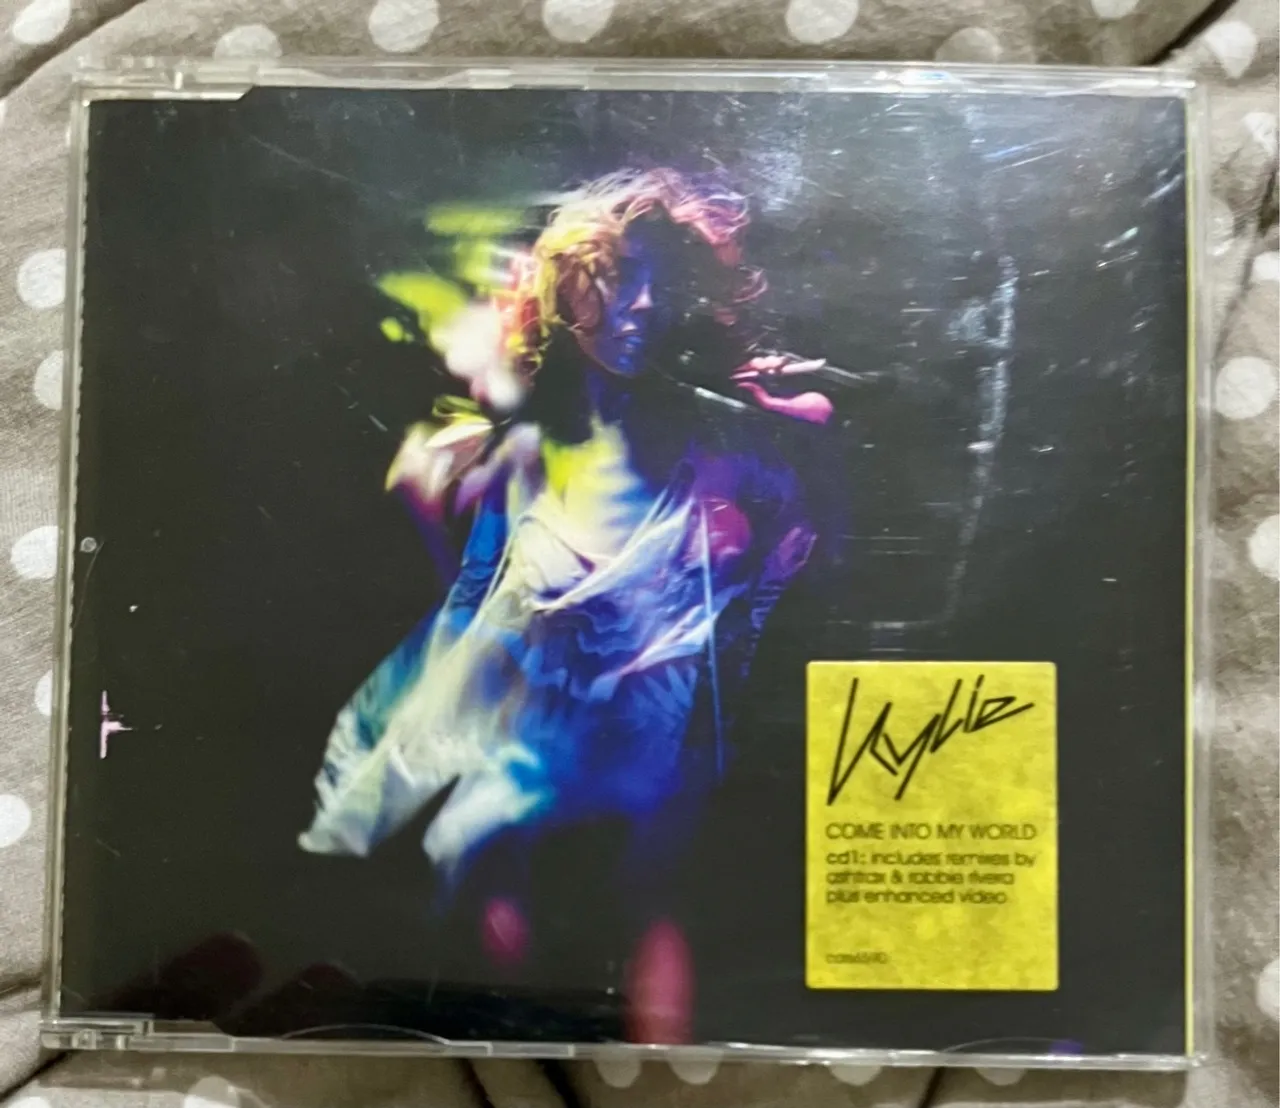 Kylie
COME INTO MY WORLD
cd1: includes remixes by
ashtrax & robbie rivera
plus enhanced video